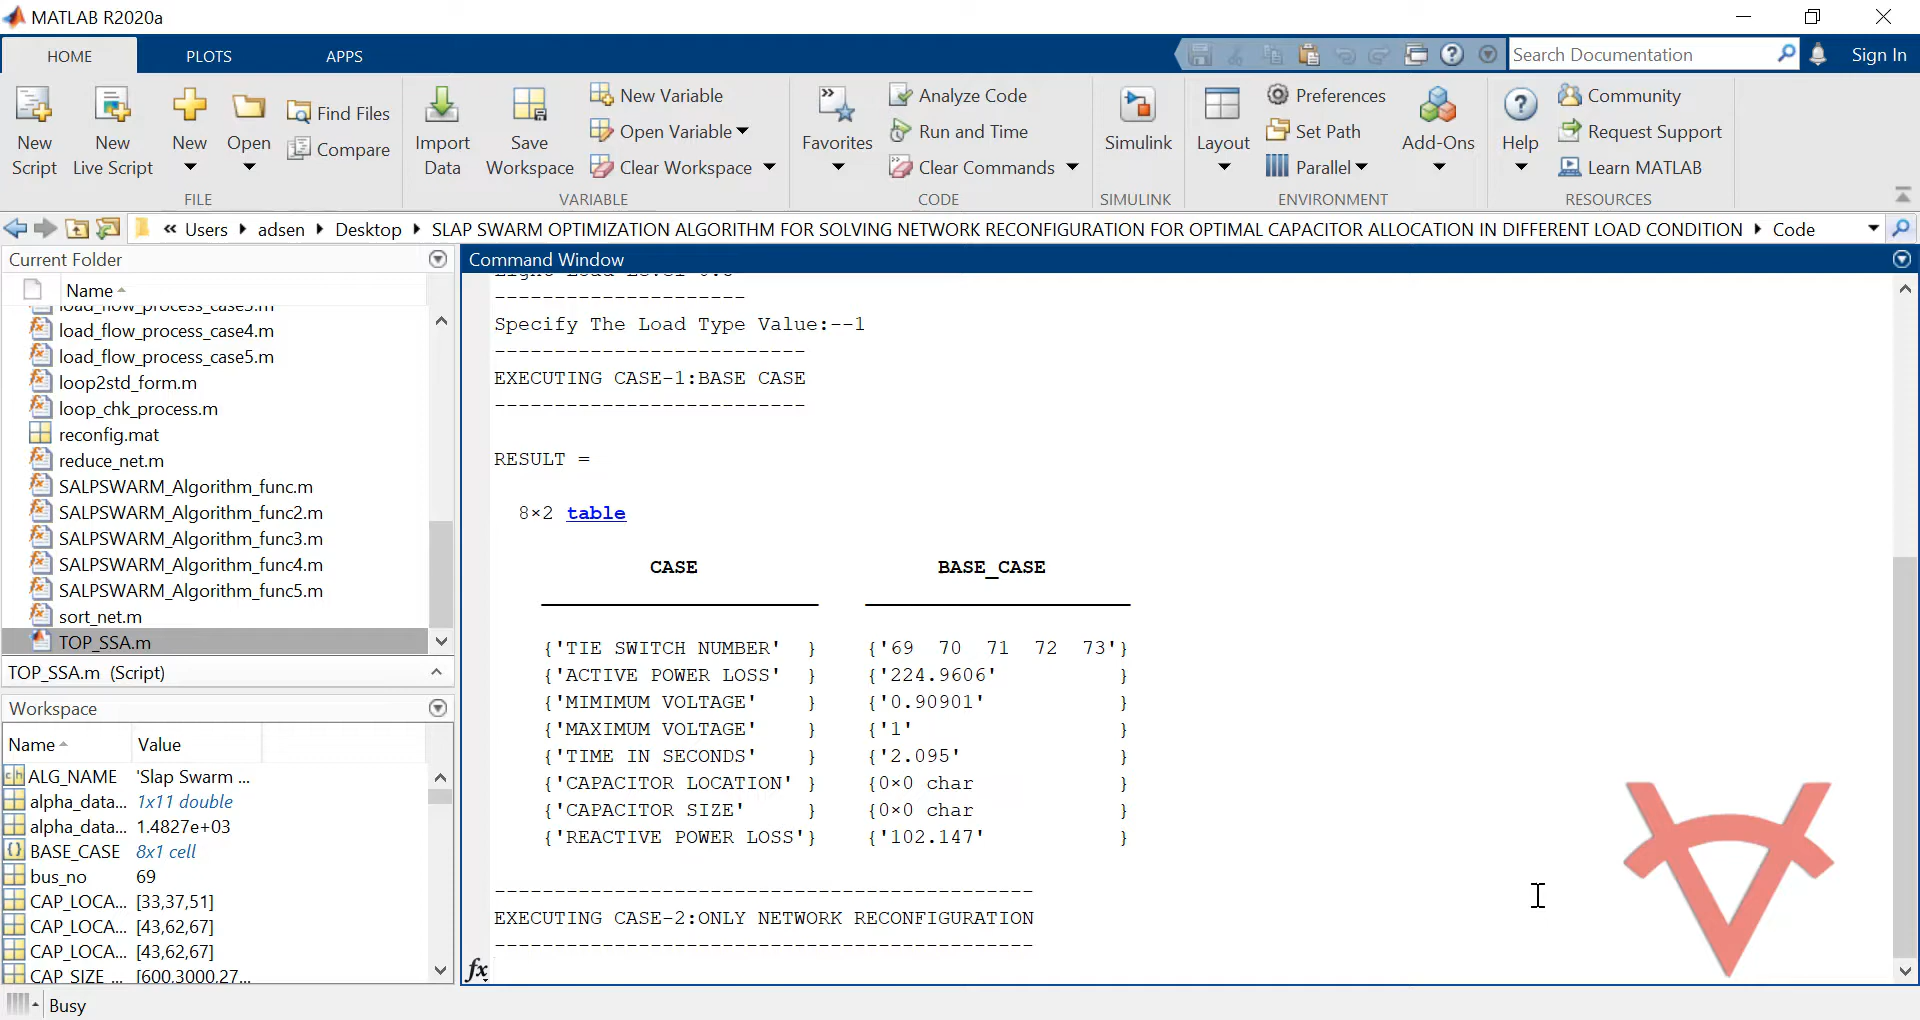 MATLAB R2020a
HOME PLOTS APPS
Search Documentation
Sign In
New Script
New Live Script
New
Open
Find Files
Compare
FILE
Import Data
Save Workspace
New Variable
Open Variable
Clear Workspace
VARIABLE
Favorites
Analyze Code
Run and Time
Clear Commands
CODE
Simulink
SIMULINK
Layout
Preferences
Set Path
Parallel
Add-Ons
ENVIRONMENT
Help
Community
Request Support
Learn MATLAB
RESOURCES
« Users Desktop SLAP SWARM OPTIMIZATION ALGORITHM FOR SOLVING NETWORK RECONFIGURATION FOR OPTIMAL CAPACITOR ALLOCATION IN DIFFERENT LOAD CONDITION Code
adsen
Current Folder
Name
load_flow_process_case4.m
load_flow_process_case5.m
loop2std_form.m
loop_chk_process.m
reconfig.mat
reduce_net.m
SALPSWARM_Algorithm_func.m
SALPSWARM_Algorithm_func2.m
SALPSWARM_Algorithm_func3.m
SALPSWARM_Algorithm_func4.m
SALPSWARM_Algorithm_func5.m
sort_net.m
TOP_SSA.m
TOP_SSA.m (Script)
Workspace
Name Value
ALG_NAME 'Slap Swarm ...
alpha_data... 1x11 double
alpha_data... 1.4827e+03
BASE_CASE 8x1 cell
bus_no 69
CAP_LOCA... [33,37,51]
CAP_LOCA... [43,62,67]
CAP_LOCA... [43,62,67]
CAP_SIZE ... [600,3000,27...
Busy
Command Window
---------------------
Specify The Load Type Value:--1
--------------------------
EXECUTING CASE-1:BASE CASE
--------------------------
RESULT =
8×2 table
CASE BASE_CASE
{'TIE SWITCH NUMBER' } {'69 70 71 72 73'}
{'ACTIVE POWER LOSS' } {'224.9606' }
{'MIMIMUM VOLTAGE' } {'0.90901' }
{'MAXIMUM VOLTAGE' } {'1' }
{'TIME IN SECONDS' } {'2.095' }
{'CAPACITOR LOCATION' } {0×0 char }
{'CAPACITOR SIZE' } {0×0 char }
{'REACTIVE POWER LOSS'} {'102.147' }
---------------------------------------------
EXECUTING CASE-2:ONLY NETWORK RECONFIGURATION
---------------------------------------------
fx